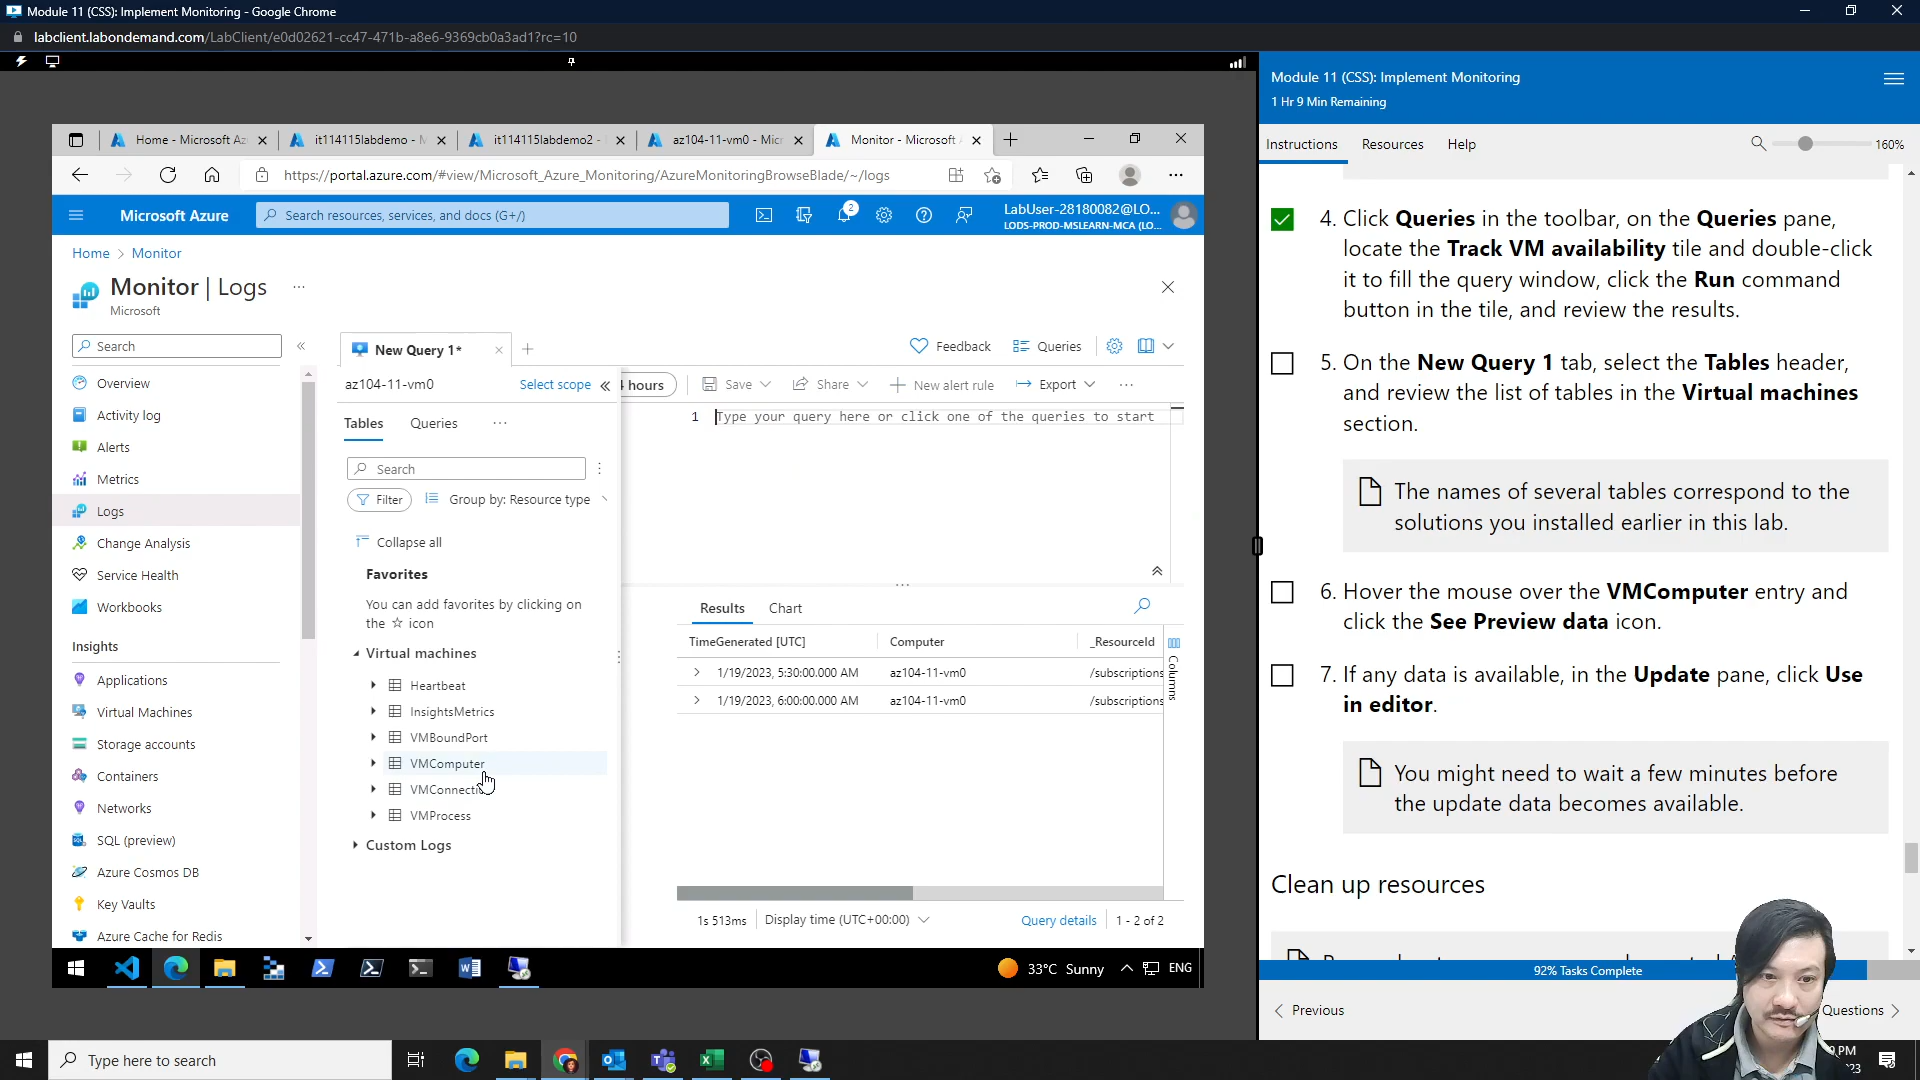 Module 11 (CSS): Implement Monitoring - Google Chrome
labclient.labondemand.com/LabClient/e0d02621-cc47-471b-a8e6-9369cb0a3ad1?rc=10
Home - Microsoft Az
it114115labdemo - M
it114115labdemo2 -
az104-11-vm0 - Micr
Monitor - Microsoft A
https://portal.azure.com/#view/Microsoft_Azure_Monitoring/AzureMonitoringBrowseBlade/~/logs
Microsoft Azure
Search resources, services, and docs (G+/)
2
LabUser-28180082@LO...
LODS-PROD-MSLEARN-MCA (LO...
Home > Monitor
Monitor | Logs ...
Microsoft
Search
Overview
Activity log
Alerts
Metrics
Logs
Change Analysis
Service Health
Workbooks
Insights
Applications
Virtual Machines
Storage accounts
Containers
Networks
SQL (preview)
Azure Cosmos DB
Key Vaults
Azure Cache for Redis
New Query 1*
Feedback
Queries
az104-11-vm0
Select scope
4 hours
Save
Share
New alert rule
Export
Tables
Queries
Search
Filter
Group by: Resource type
Collapse all
Favorites
You can add favorites by clicking on
the ☆ icon
Virtual machines
Heartbeat
InsightsMetrics
VMBoundPort
VMComputer
VMConnecti
VMProcess
Custom Logs
1 Type your query here or click one of the queries to start
Results
Chart
TimeGenerated [UTC]
Computer
_ResourceId
1/19/2023, 5:30:00.000 AM az104-11-vm0 /subscriptions
1/19/2023, 6:00:00.000 AM az104-11-vm0 /subscriptions
Columns
1s 513ms
Display time (UTC+00:00)
Query details
1 - 2 of 2
33°C Sunny
ENG
Module 11 (CSS): Implement Monitoring
1 Hr 9 Min Remaining
Instructions
Resources
Help
160%
4. Click Queries in the toolbar, on the Queries pane,
locate the Track VM availability tile and double-click
it to fill the query window, click the Run command
button in the tile, and review the results.
5. On the New Query 1 tab, select the Tables header,
and review the list of tables in the Virtual machines
section.
The names of several tables correspond to the
solutions you installed earlier in this lab.
6. Hover the mouse over the VMComputer entry and
click the See Preview data icon.
7. If any data is available, in the Update pane, click Use
in editor.
You might need to wait a few minutes before
the update data becomes available.
Clean up resources
92% Tasks Complete
Previous
Questions
Type here to search
PM